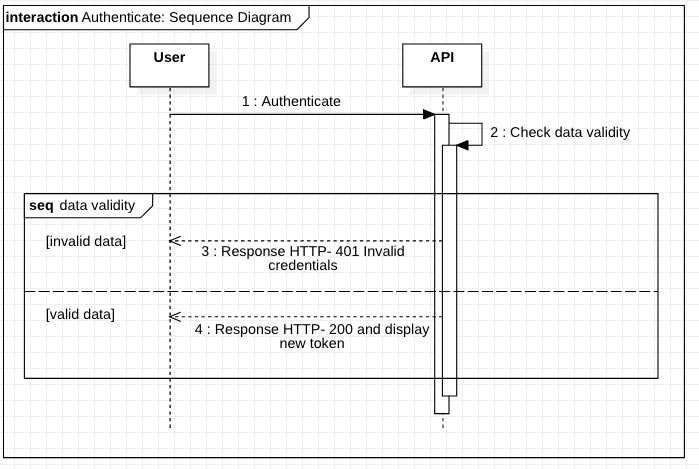 interaction Authenticate: Sequence Diagram
User
API
1 : Authenticate
2 : Check data validity
seq data validity
[invalid data]
3 : Response HTTP- 401 Invalid
credentials
[valid data]
4 : Response HTTP- 200 and display
new token